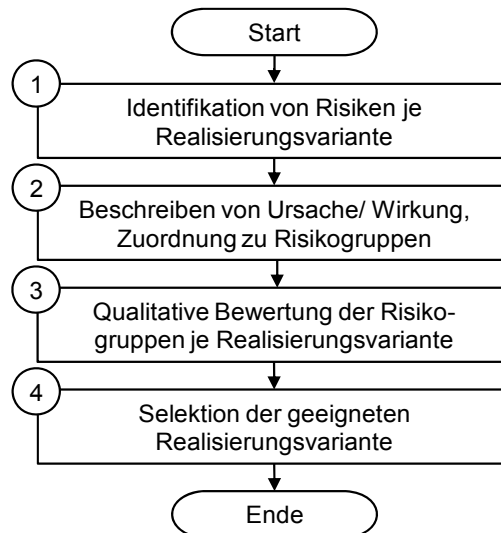 Start
1
Identifikation von Risiken je
Realisierungsvariante
2
Beschreiben von Ursache/ Wirkung,
Zuordnung zu Risikogruppen
3
Qualitative Bewertung der Risiko-
gruppen je Realisierungsvariante
4
Selektion der geeigneten
Realisierungsvariante
Ende